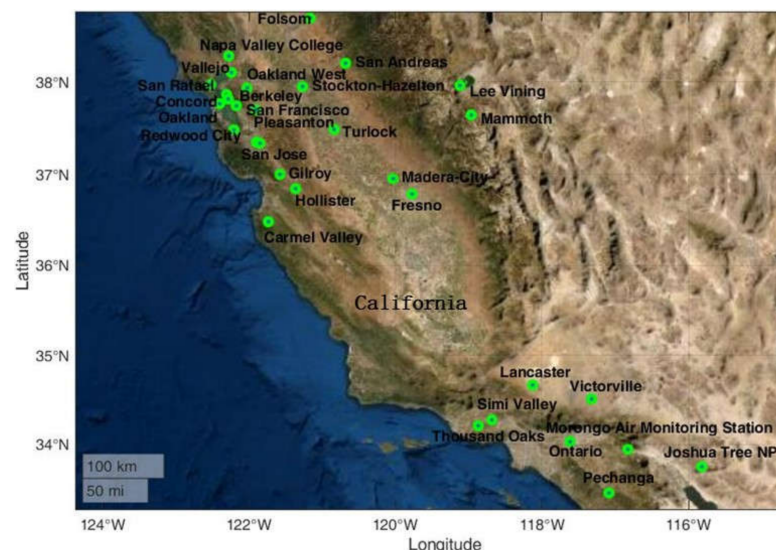 Folsom
Napa Valley College
38°N
Vallejo
San Andreas
San Rafael
Oakland West
Stockton-Hazelton
Lee Vining
Concord
Berkeley
San Francisco
Mammoth
Oakland
Pleasanton
Redwood City
Turlock
San Jose
37°N
Gilroy
Madera-City
Hollister
Fresno
Carmel Valley
36°N
Latitude
California
35°N
Lancaster
Victorville
Simi Valley
34°N
Thousand Oaks
Morongo Air Monitoring Station
Ontario
Joshua Tree NP
100 km
Pechanga
50 mi
124°W
122°W
120°W
118°W
116°W
Longitude